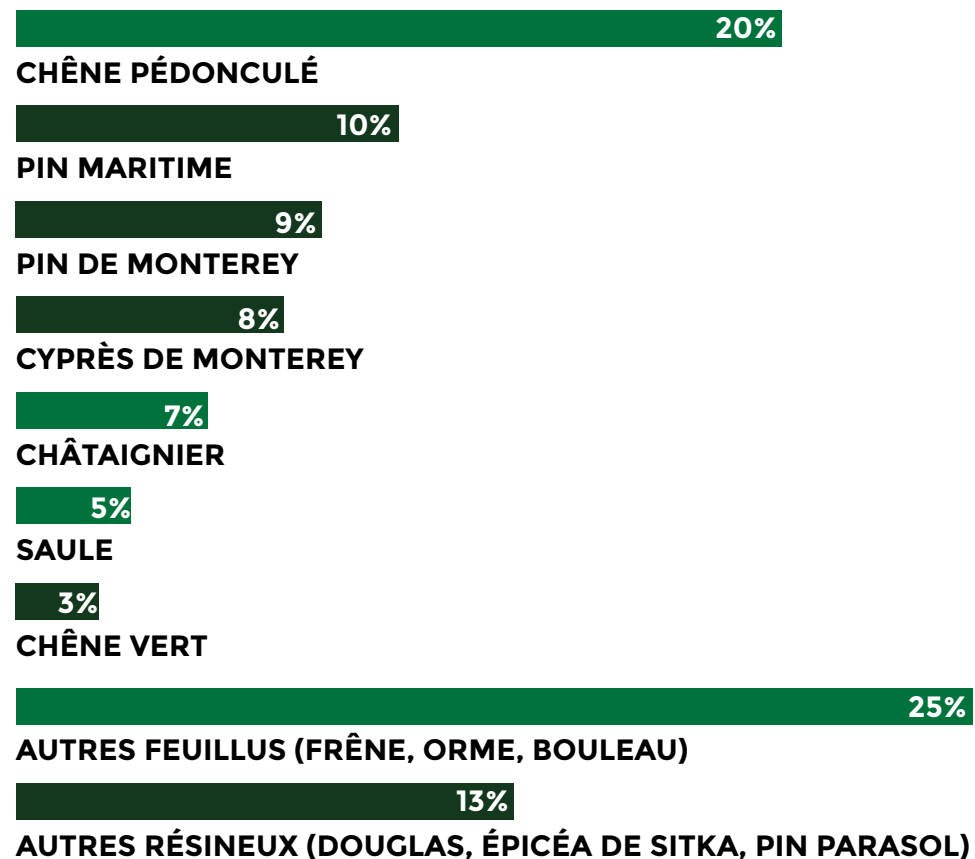 20%
CHÊNE PÉDONCULÉ
10%
PIN MARITIME
9%
PIN DE MONTEREY
8%
CYPRÈS DE MONTEREY
7%
CHÂTAIGNIER
5%
SAULE
3%
CHÊNE VERT
25%
AUTRES FEUILLUS (FRÊNE, ORME, BOULEAU)
13%
AUTRES RÉSINEUX (DOUGLAS, ÉPICÉA DE SITKA, PIN PARASOL)